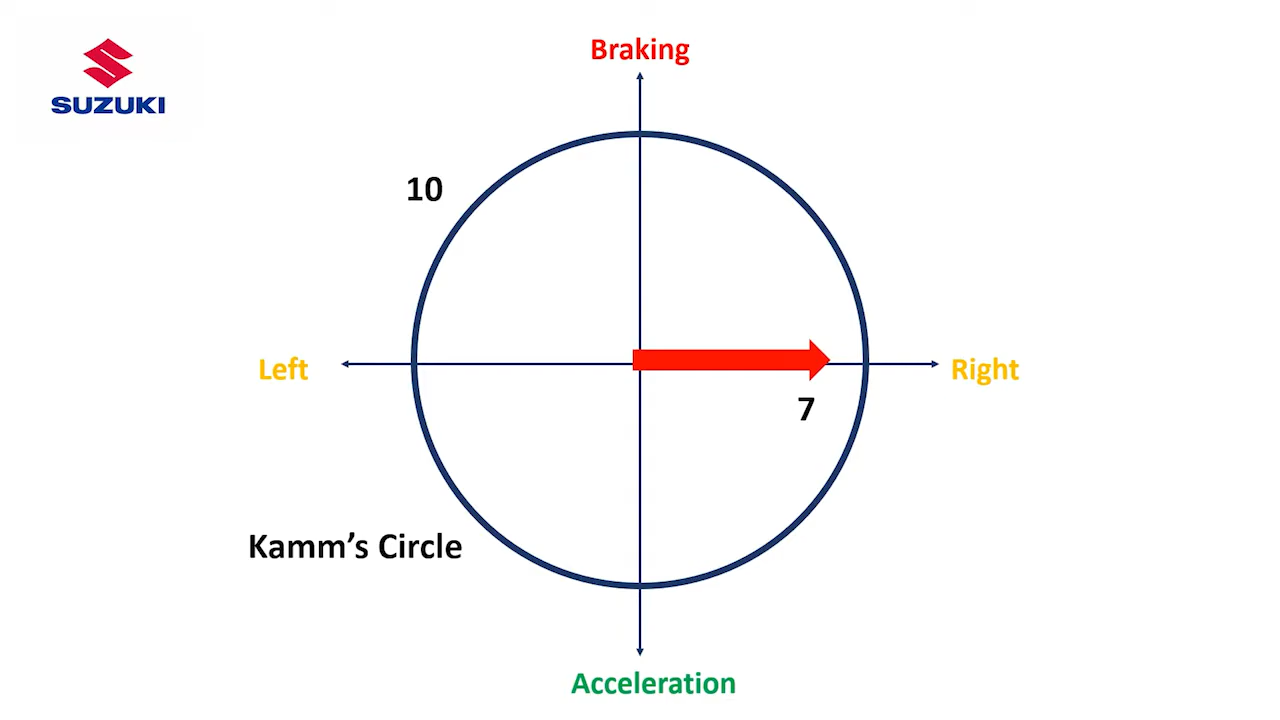 Braking
SUZUKI
10
Left
Right
7
Kamm's Circle
Acceleration